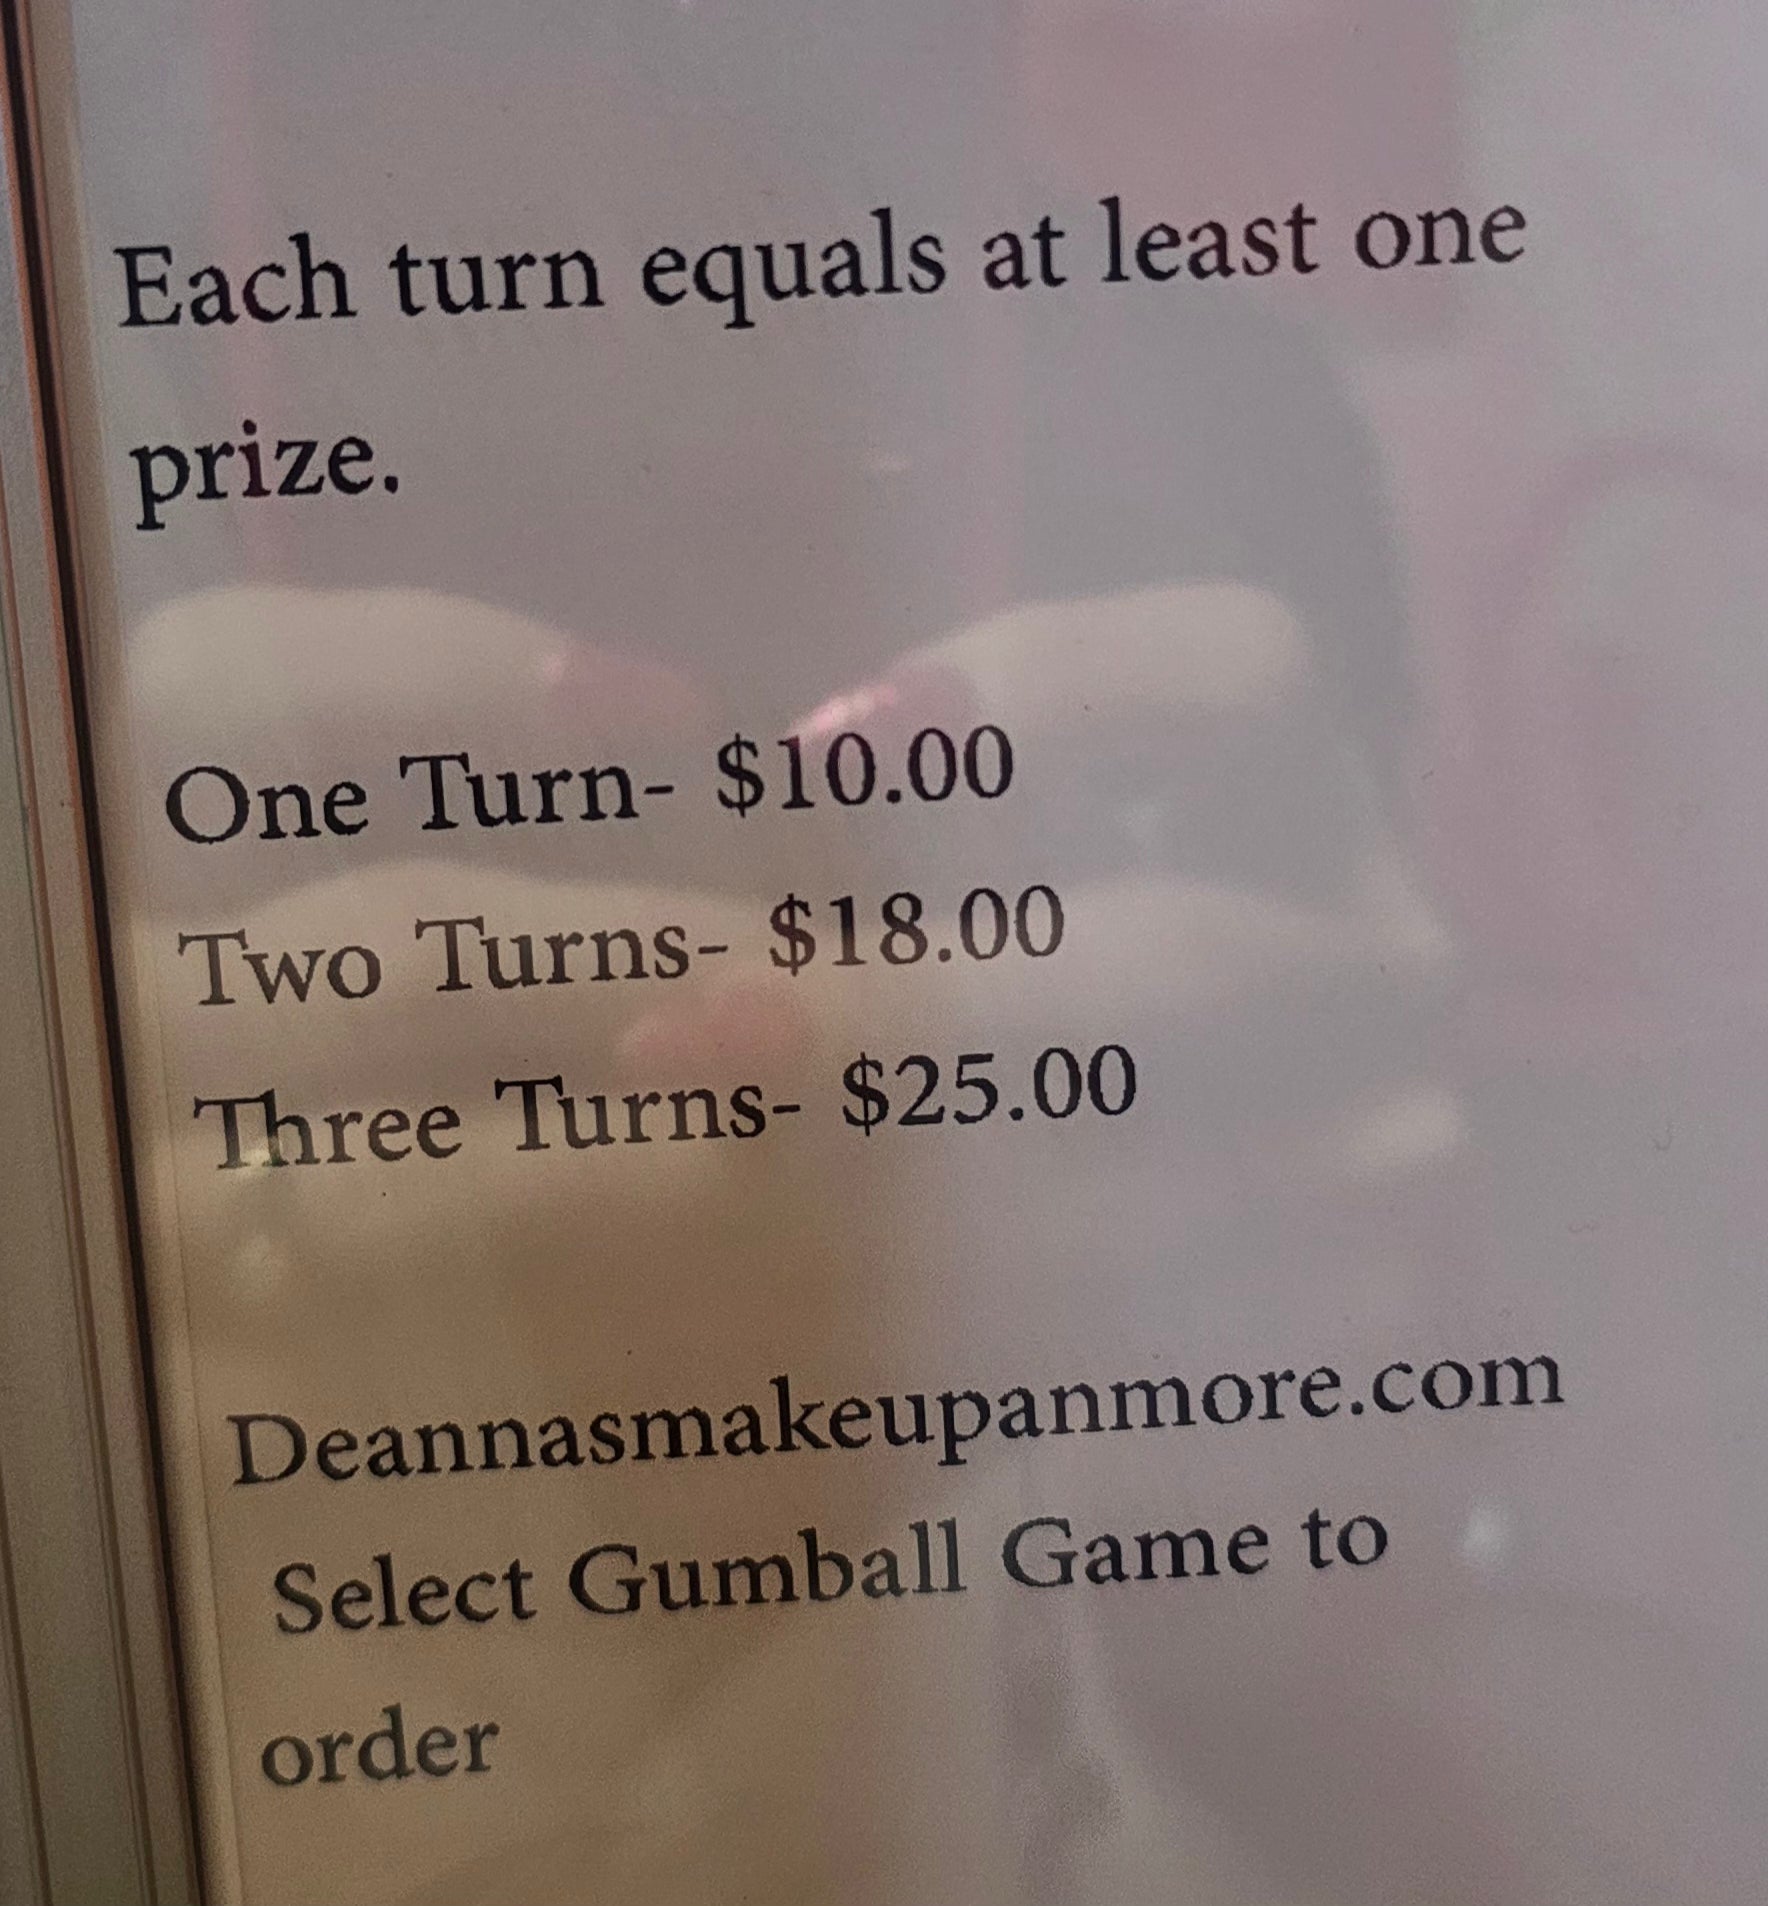 Each turn equals at least one
prize.
One Turn- $10.00
Two Turns- $18.00
Three Turns- $25.00
Deannasmakeupanmore.com
Select Gumball Game to
order